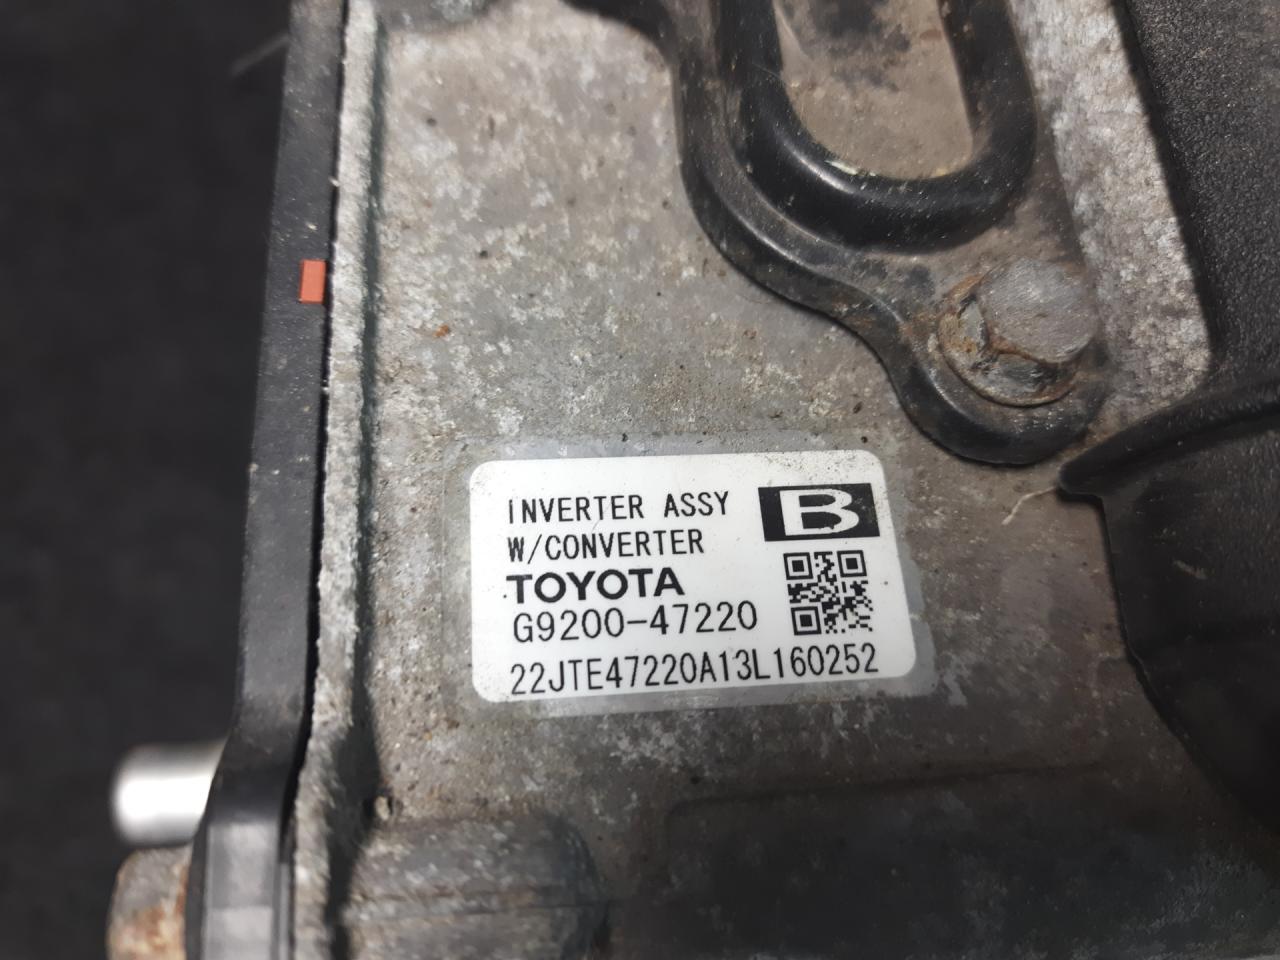 INVERTER ASSY
W/CONVERTER
B
TOYOTA
G9200-47220
22JTE47220A13L160252